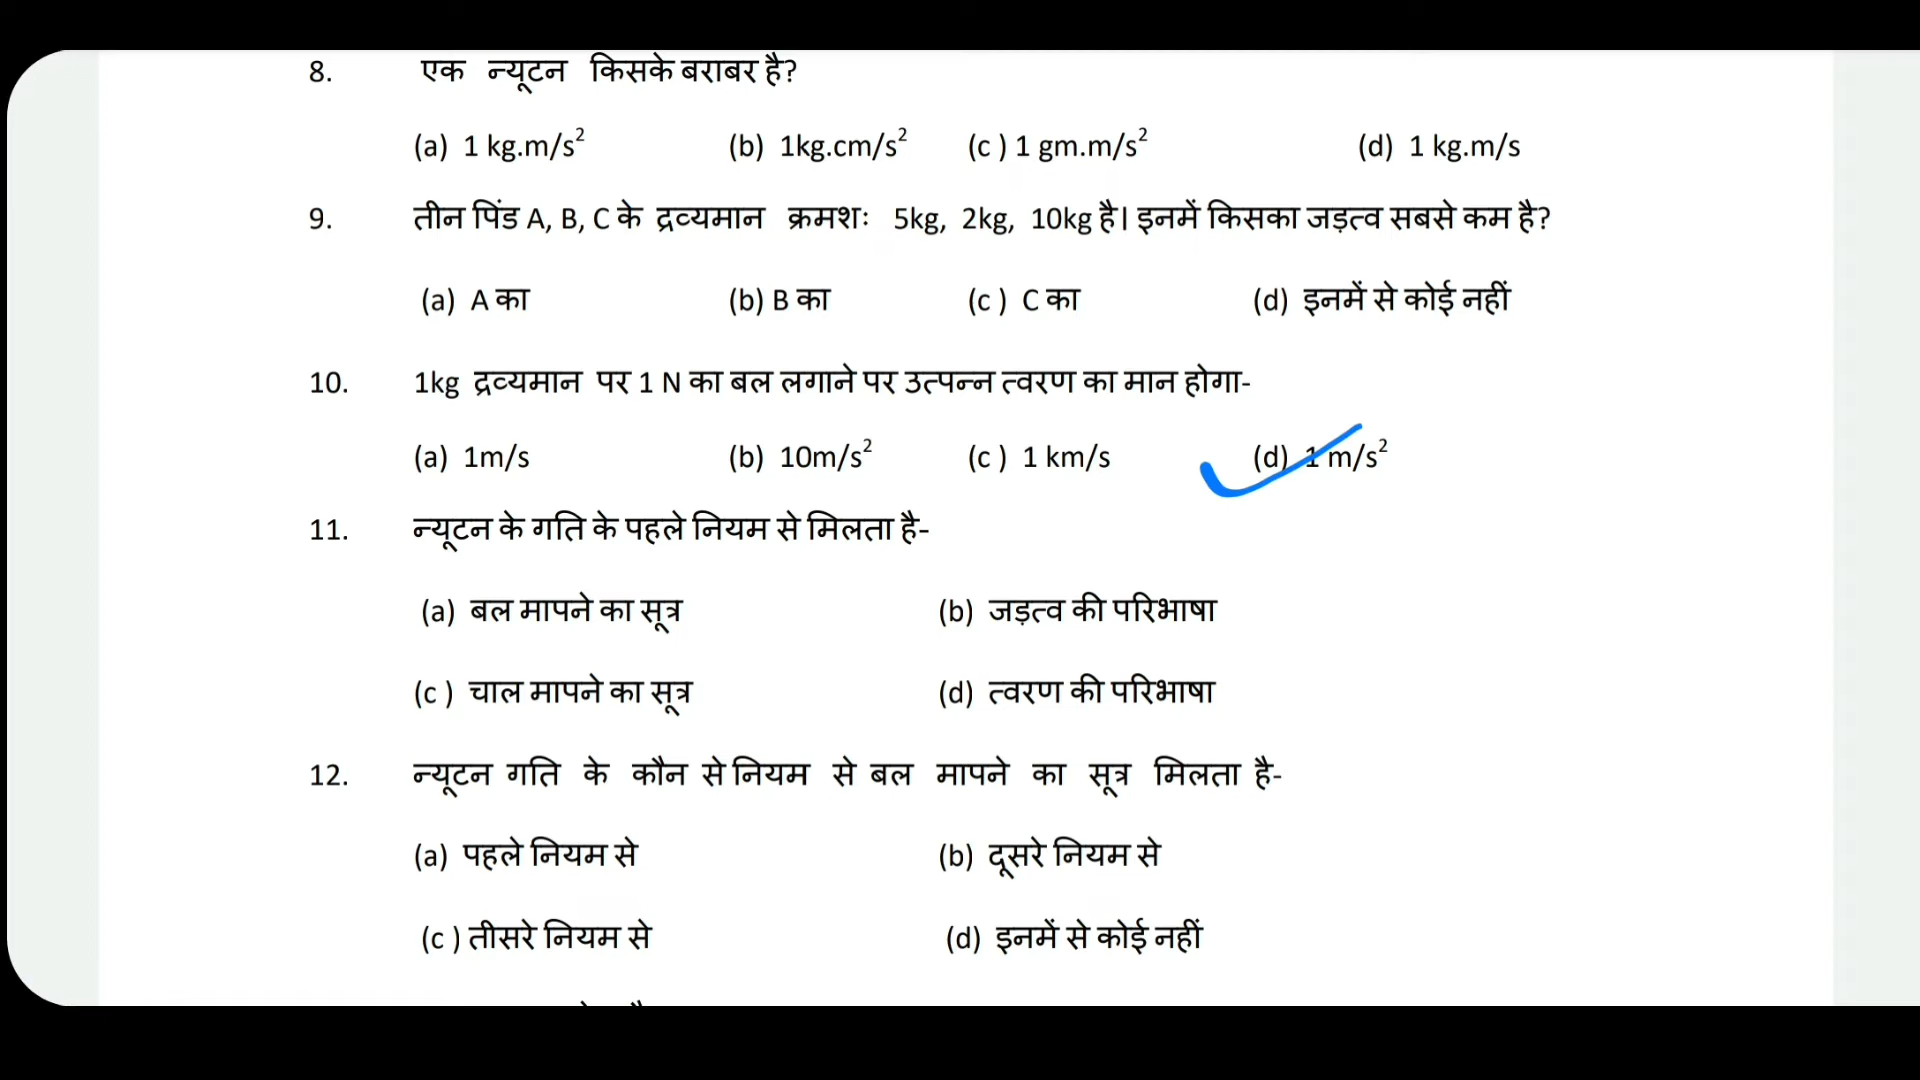 8. एक न्यूटन किसके बराबर है?
(a) 1 kg.m/s² (b) 1kg.cm/s² (c ) 1 gm.m/s² (d) 1 kg.m/s
9. तीन पिंड A, B, C के द्रव्यमान क्रमशः 5kg, 2kg, 10kg है। इनमें किसका जड़त्व सबसे कम है?
(a) A का (b) B का (c ) C का (d) इनमें से कोई नहीं
10. 1kg द्रव्यमान पर 1 N का बल लगाने पर उत्पन्न त्वरण का मान होगा-
(a) 1m/s (b) 10m/s² (c ) 1 km/s (d) 1 m/s²
11. न्यूटन के गति के पहले नियम से मिलता है-
(a) बल मापने का सूत्र (b) जड़त्व की परिभाषा
(c ) चाल मापने का सूत्र (d) त्वरण की परिभाषा
12. न्यूटन गति के कौन से नियम से बल मापने का सूत्र मिलता है-
(a) पहले नियम से (b) दूसरे नियम से
(c ) तीसरे नियम से (d) इनमें से कोई नहीं